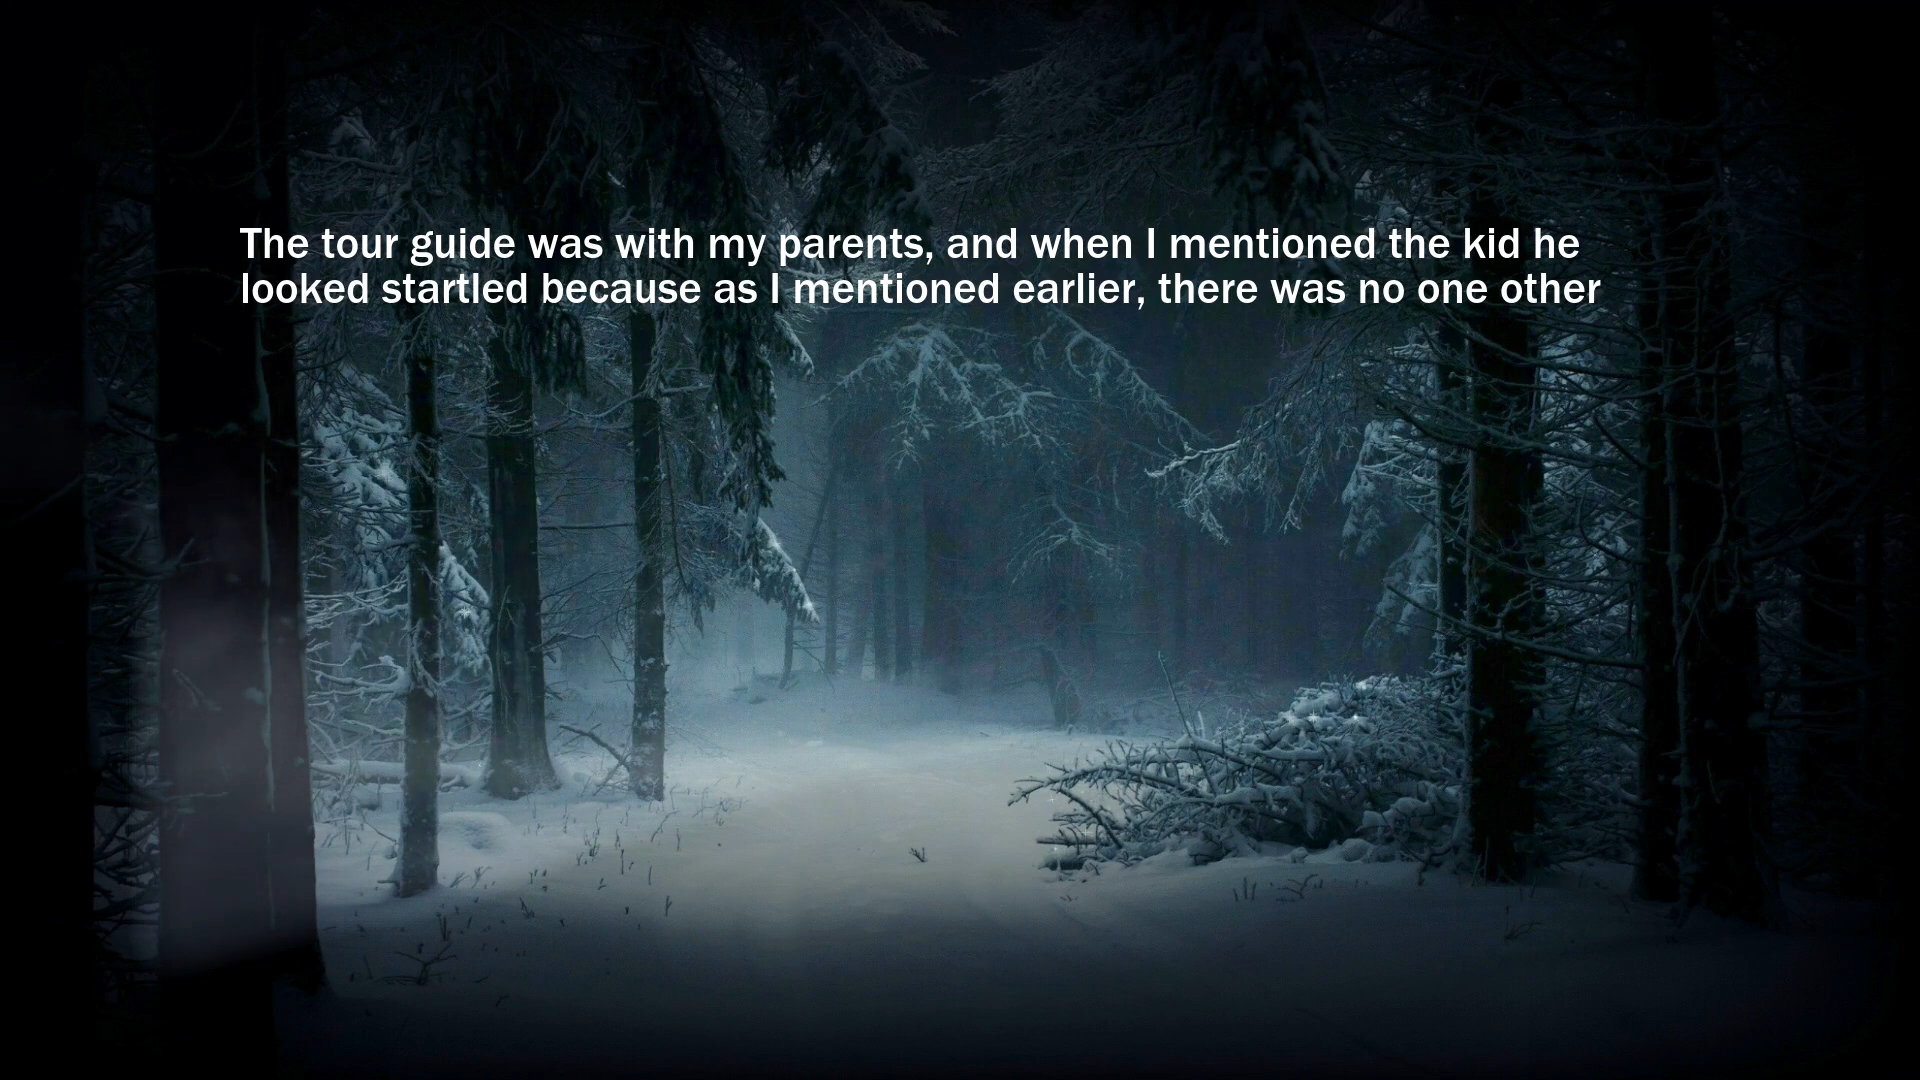 The tour guide was with my parents, and when I mentioned the kid he
looked startled because as I mentioned earlier, there was no one other